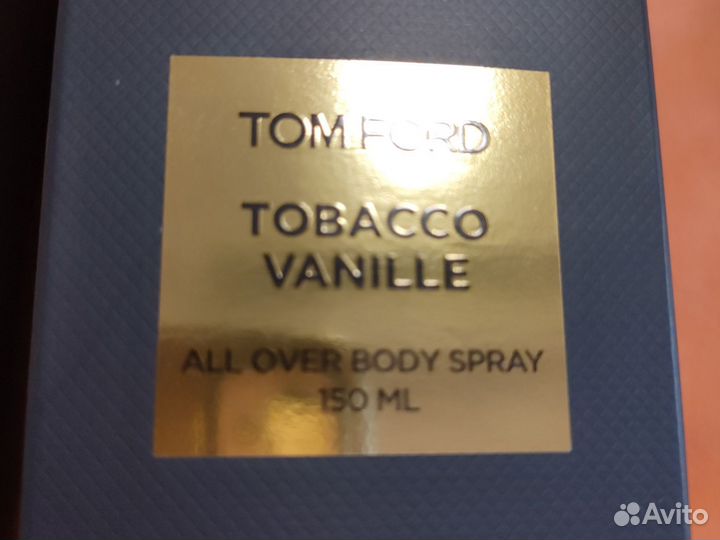 TOM FORD
TOBACCO
VANILLE
ALL OVER BODY SPRAY
150 ML
Avito